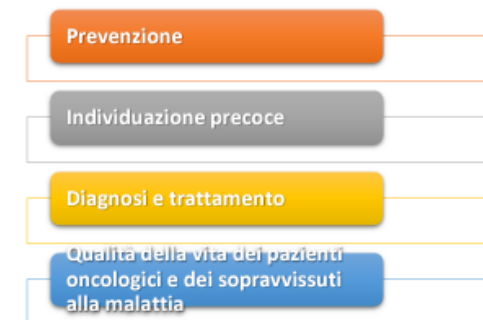 Prevenzione
Individuazione precoce
Diagnosi e trattamento
Qualità della vita dei pazienti
oncologici e dei sopravvissuti
alla malattia